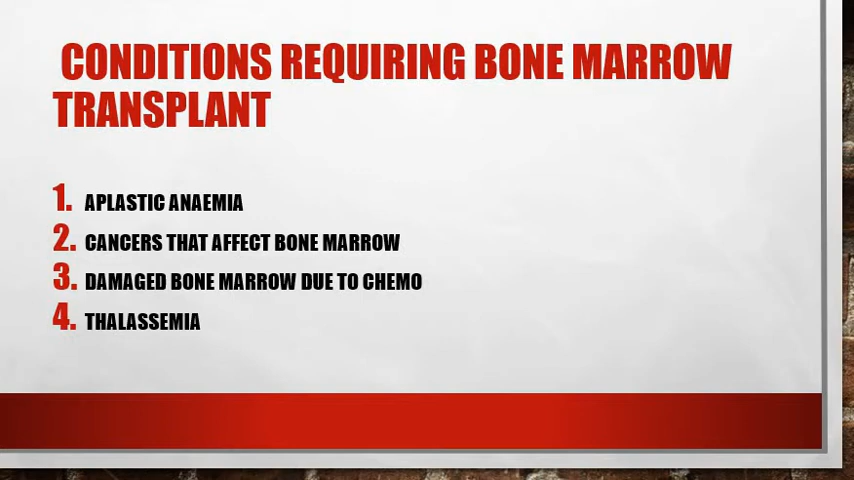 CONDITIONS REQUIRING BONE MARROW
TRANSPLANT
1. APLASTIC ANAEMIA
2. CANCERS THAT AFFECT BONE MARROW
3. DAMAGED BONE MARROW DUE TO CHEMO
4. THALASSEMIA